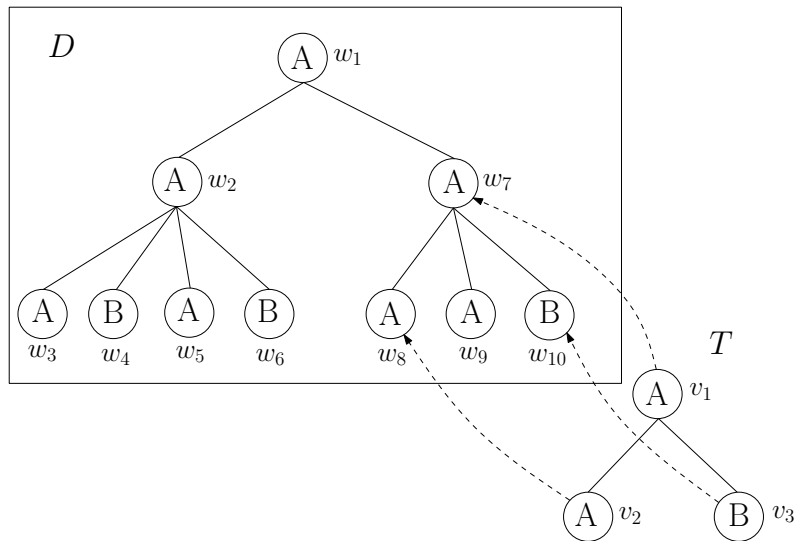 D
A w₁
A w₂ A w₇
A B A B A A B
w₃ w₄ w₅ w₆ w₈ w₉ w₁₀
T
A v₁
A v₂ B v₃